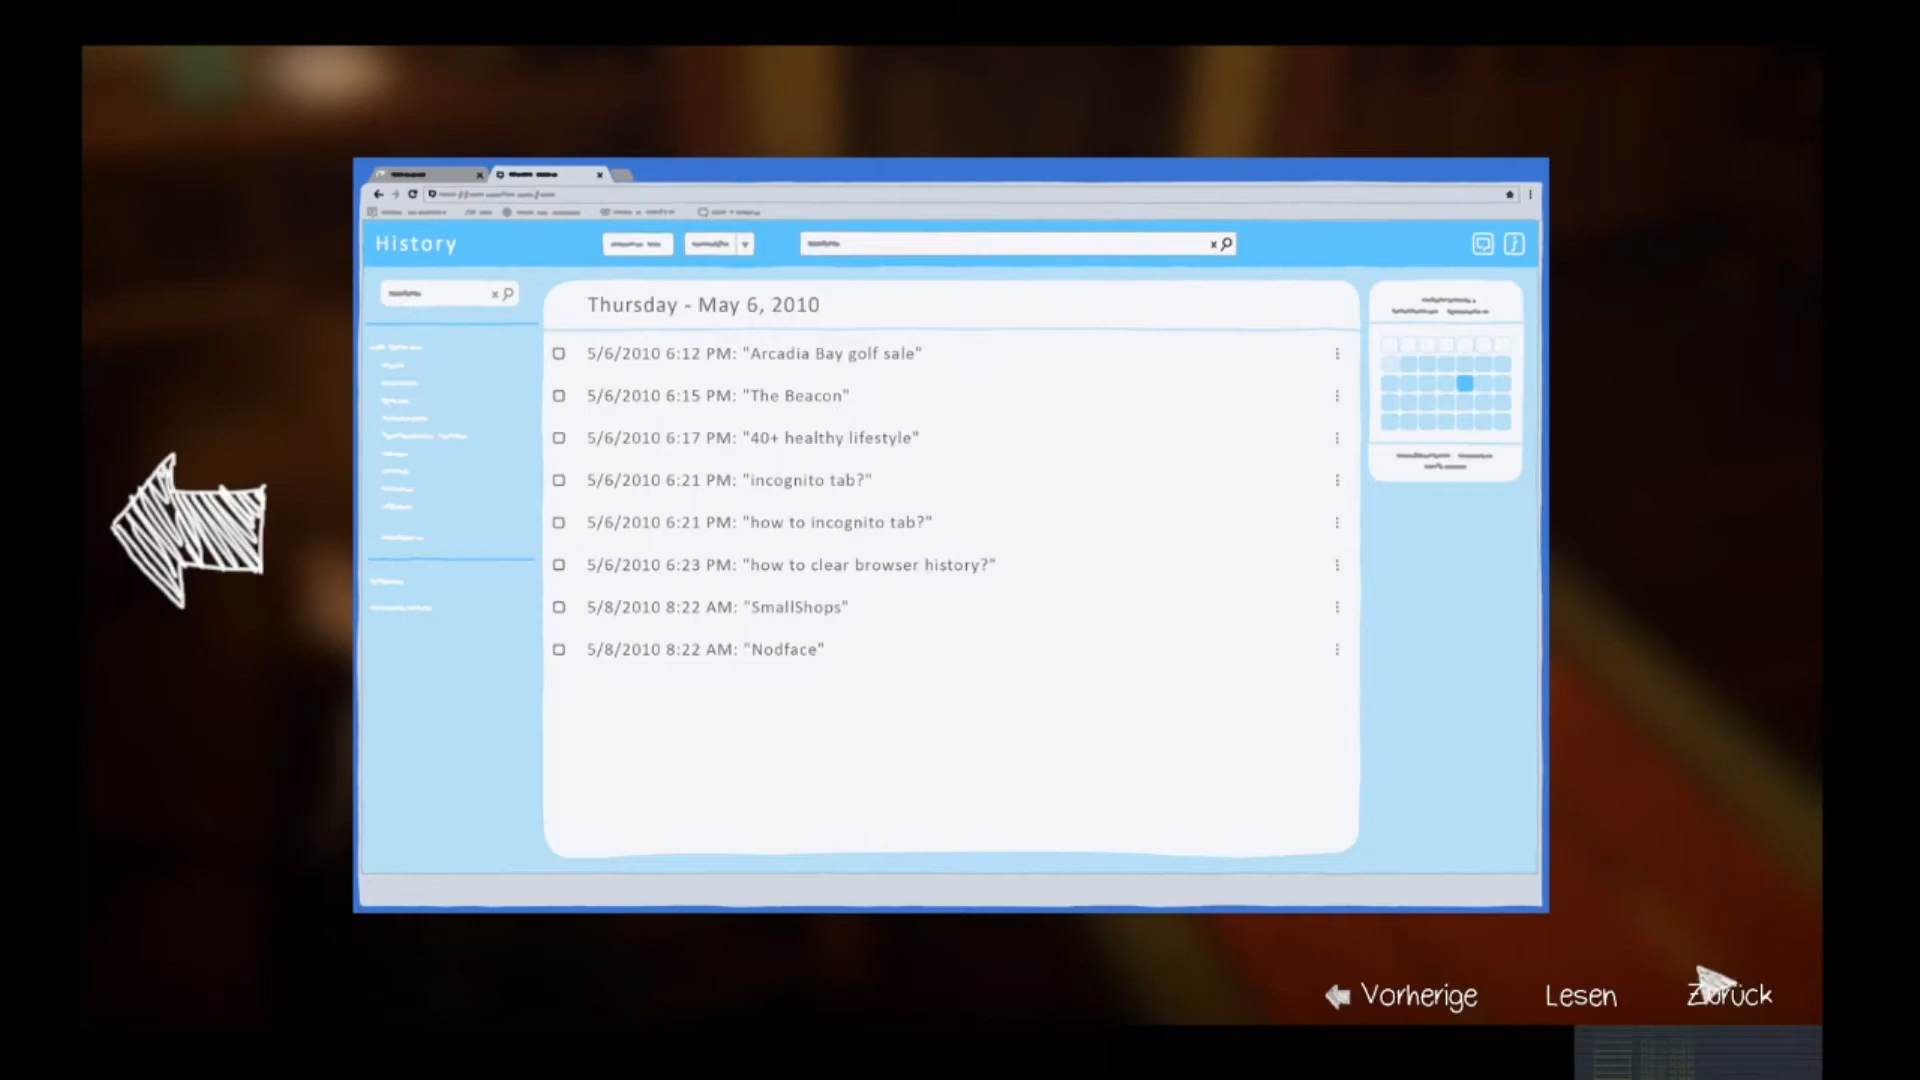 History
Thursday - May 6, 2010
5/6/2010 6:12 PM: "Arcadia Bay golf sale"
5/6/2010 6:15 PM: "The Beacon"
5/6/2010 6:17 PM: "40+ healthy lifestyle"
5/6/2010 6:21 PM: "incognito tab?"
5/6/2010 6:21 PM: "how to incognito tab?"
5/6/2010 6:23 PM: "how to clear browser history?"
5/8/2010 8:22 AM: "SmallShops"
5/8/2010 8:22 AM: "Nodface"
Vorherige Lesen Zurück